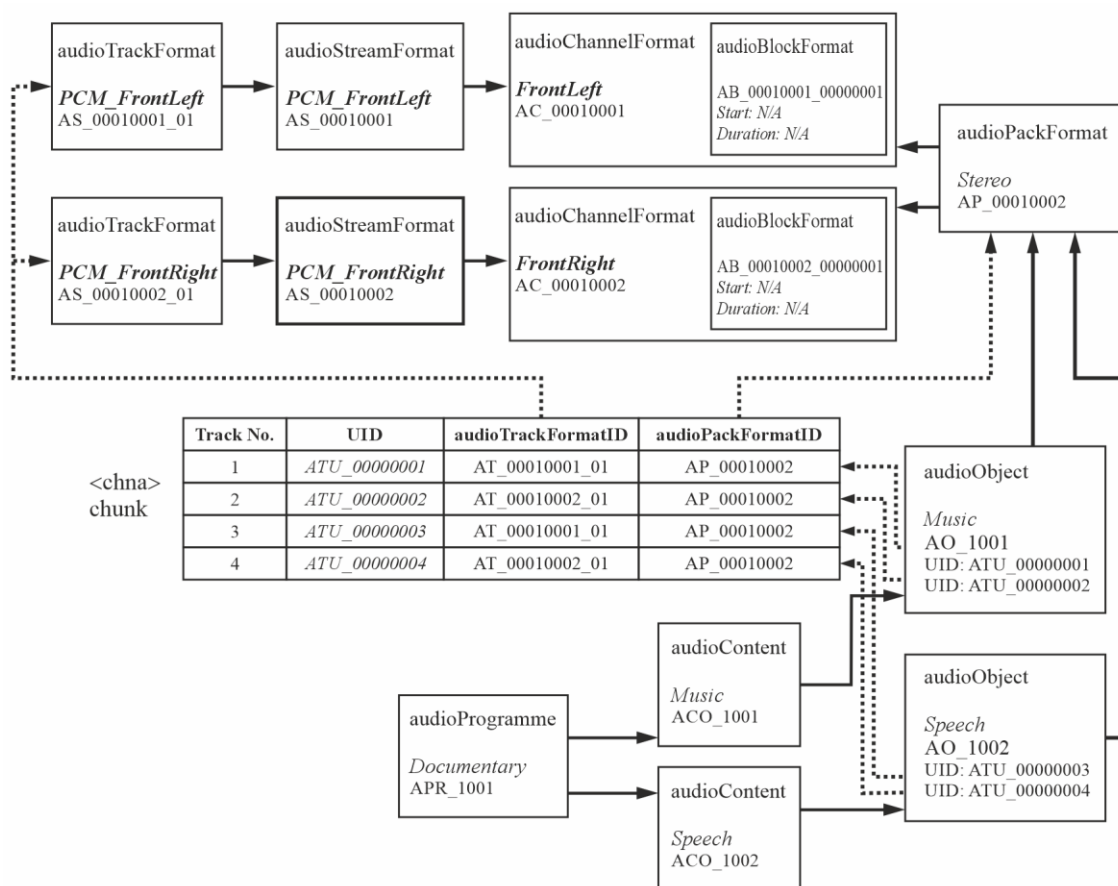 audioTrackFormat
PCM_FrontLeft
AS_00010001_01
audioStreamFormat
PCM_FrontLeft
AS_00010001
audioChannelFormat
FrontLeft
AC_00010001
audioBlockFormat
AB_00010001_00000001
Start: N/A
Duration: N/A
audioPackFormat
Stereo
AP_00010002
audioTrackFormat
PCM_FrontRight
AS_00010002_01
audioStreamFormat
PCM_FrontRight
AS_00010002
audioChannelFormat
FrontRight
AC_00010002
audioBlockFormat
AB_00010002_00000001
Start: N/A
Duration: N/A
<chna>
chunk
Track No. UID audioTrackFormatID audioPackFormatID
1 ATU_00000001 AT_00010001_01 AP_00010002
2 ATU_00000002 AT_00010002_01 AP_00010002
3 ATU_00000003 AT_00010001_01 AP_00010002
4 ATU_00000004 AT_00010002_01 AP_00010002
audioObject
Music
AO_1001
UID: ATU_00000001
UID: ATU_00000002
audioContent
Music
ACO_1001
audioObject
Speech
AO_1002
UID: ATU_00000003
UID: ATU_00000004
audioProgramme
Documentary
APR_1001
audioContent
Speech
ACO_1002